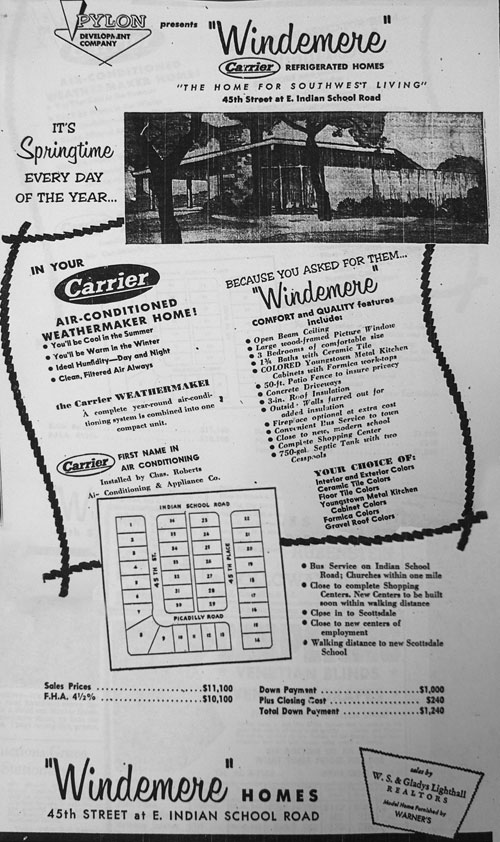 PYLON
DEVELOPMENT
COMPANY
presents
"Windemere"
Carrier REFRIGERATED HOMES
"THE HOME FOR SOUTHWEST LIVING"
45th Street at E. Indian School Road
IT'S
Springtime
EVERY DAY
OF THE YEAR...
IN YOUR
Carrier
AIR-CONDITIONED
WEATHERMAKER HOME!
• You'll be Cool in the Summer
• You'll be Warm in the Winter
• Ideal Humidity—Day and Night
• Clean, Filtered Air Always
the Carrier WEATHERMAKER
A complete year-round air-condi-
tioning system is combined into one
compact unit.
Carrier FIRST NAME IN
AIR CONDITIONING
Installed by Chas. Roberts
Ai- Conditioning & Appliance Co.
BECAUSE YOU ASKED FOR THEM...
"Windemere"
COMFORT and QUALITY features
include:
• Open Beam Ceiling
• Large wood-framed Picture Window
• 3 Bedrooms of comfortable size
• 1¾ Baths with Ceramic Tile
• COLORED Youngstown Metal Kitchen
Cabinets with Formica work-tops
• 50-ft. Patio Fence to insure privacy
• Concrete Driveways
• 3-in. Roof Insulation
• Outsid- Walls furred out for
added insulation
• Fireplace optional at extra cost
• Convenient Bus Service to town
• Close to new, modern school
• Complete Shopping Center
• 750-gal. Septic Tank with two
Cesspools
YOUR CHOICE OF:
Interior and Exterior Colors
Ceramic Tile Colors
Floor Tile Colors
Youngstown Metal Kitchen
Cabinet Colors
Formica Colors
Gravel Roof Colors
INDIAN SCHOOL ROAD
45TH ST.
45TH PLACE
PICADILLY ROAD
• Bus Service on Indian School
Road; Churches within one mile
• Close to complete Shopping
Centers. New Centers to be built
soon within walking distance
• Close in to Scottsdale
• Close to new centers of
employment
• Walking distance to new Scottsdale
School
Sales Prices ........................ $11,100
F.H.A. 4½% ........................ $10,100
Down Payment ........................ $1,000
Plus Closing Cost ........................ $240
Total Down Payment ........................ $1,240
"Windemere" HOMES
45th STREET at E. INDIAN SCHOOL ROAD
sales by
W. S. & Gladys Lighthall
REALTORS
Model Home Furnished by
WARNER'S